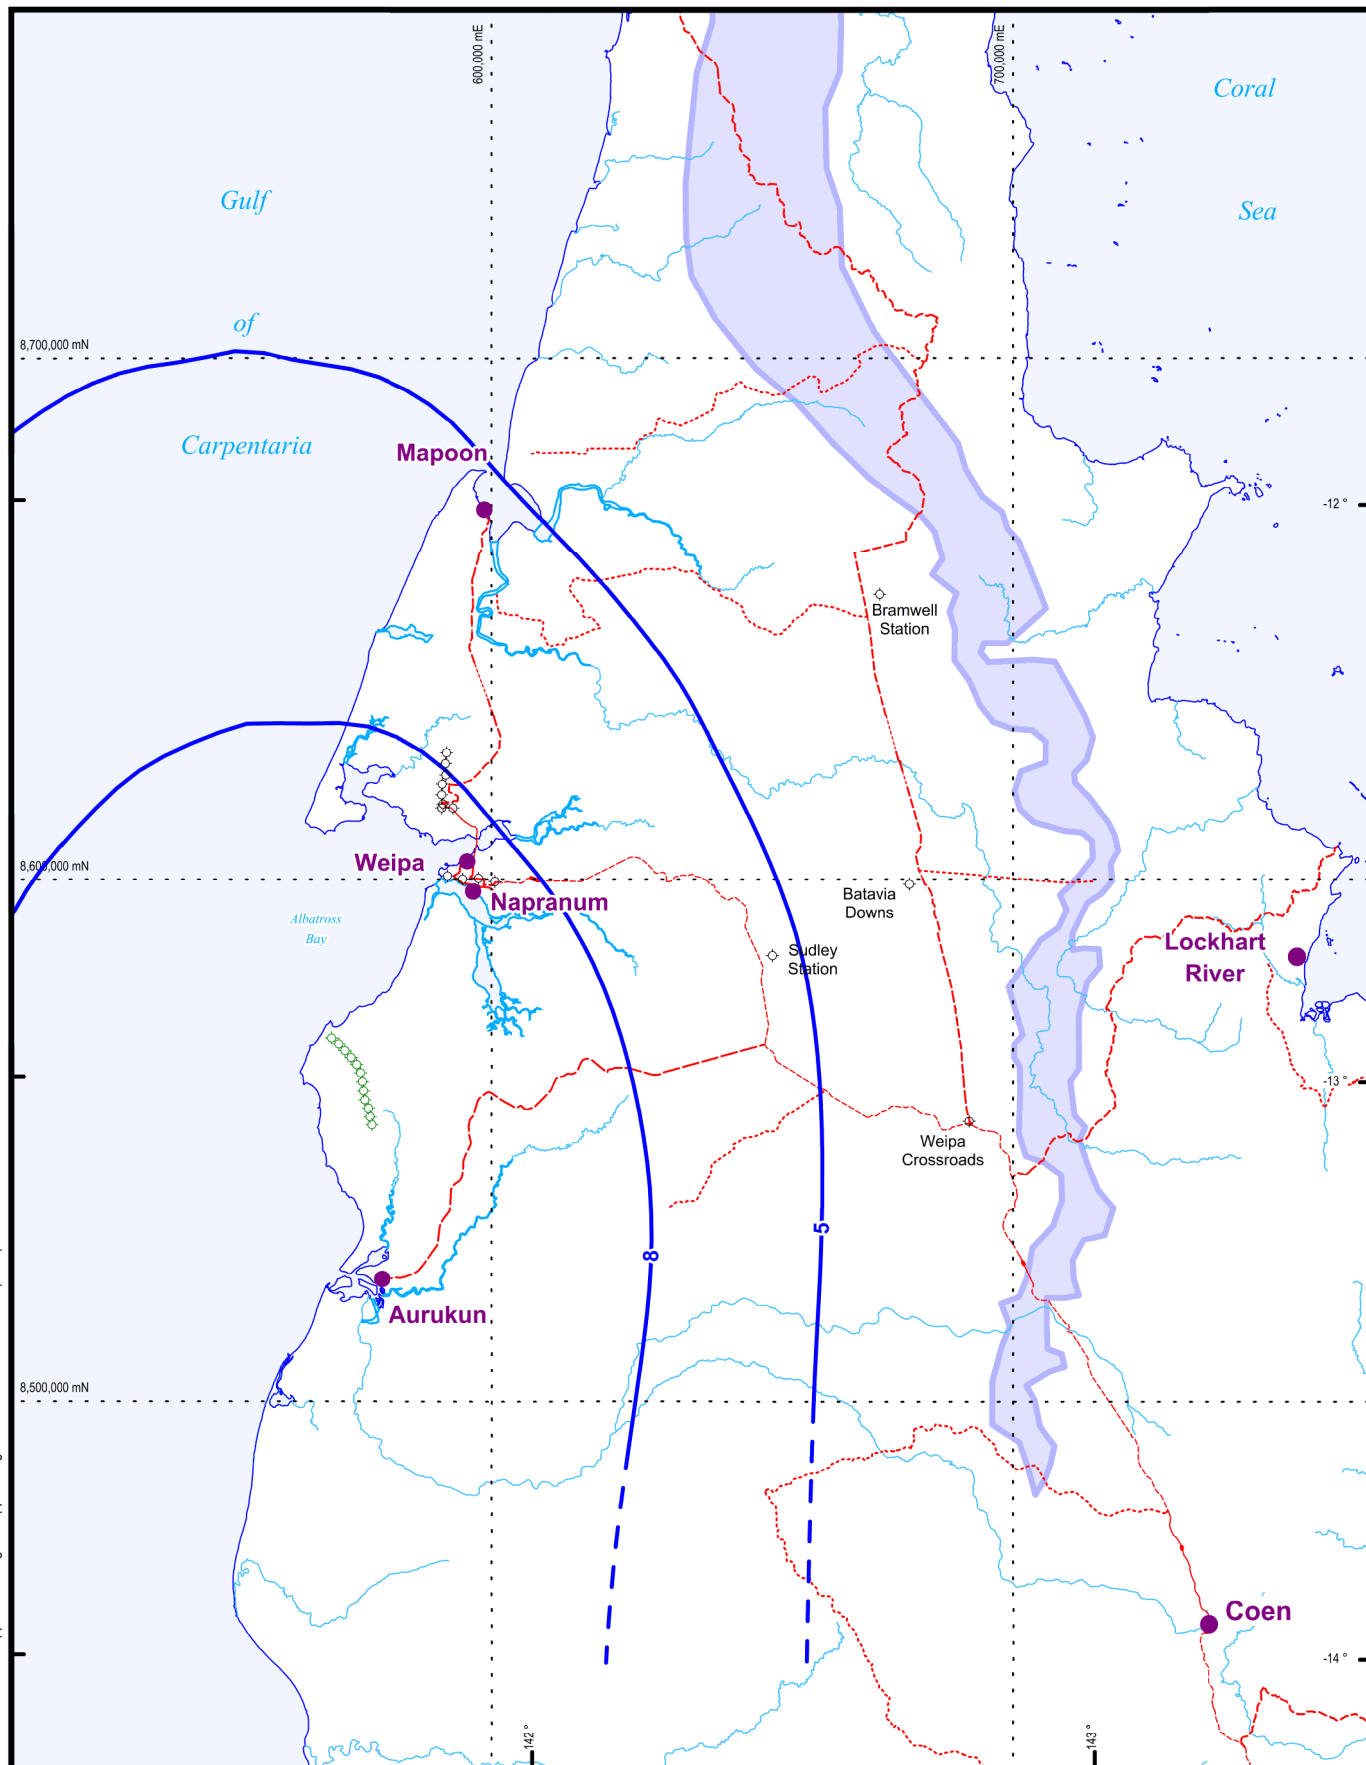 600,000 mE
700,000 mE
Coral
Sea
Gulf
of
Carpentaria
8,700,000 mN
Mapoon
-12 °
Bramwell
Station
8,600,000 mN
Weipa
Napranum
Batavia
Downs
Albatross
Bay
Sudley
Station
Lockhart
River
-13 °
Weipa
Crossroads
8
5
Aurukun
8,500,000 mN
Coen
-14 °
142 °
143 °